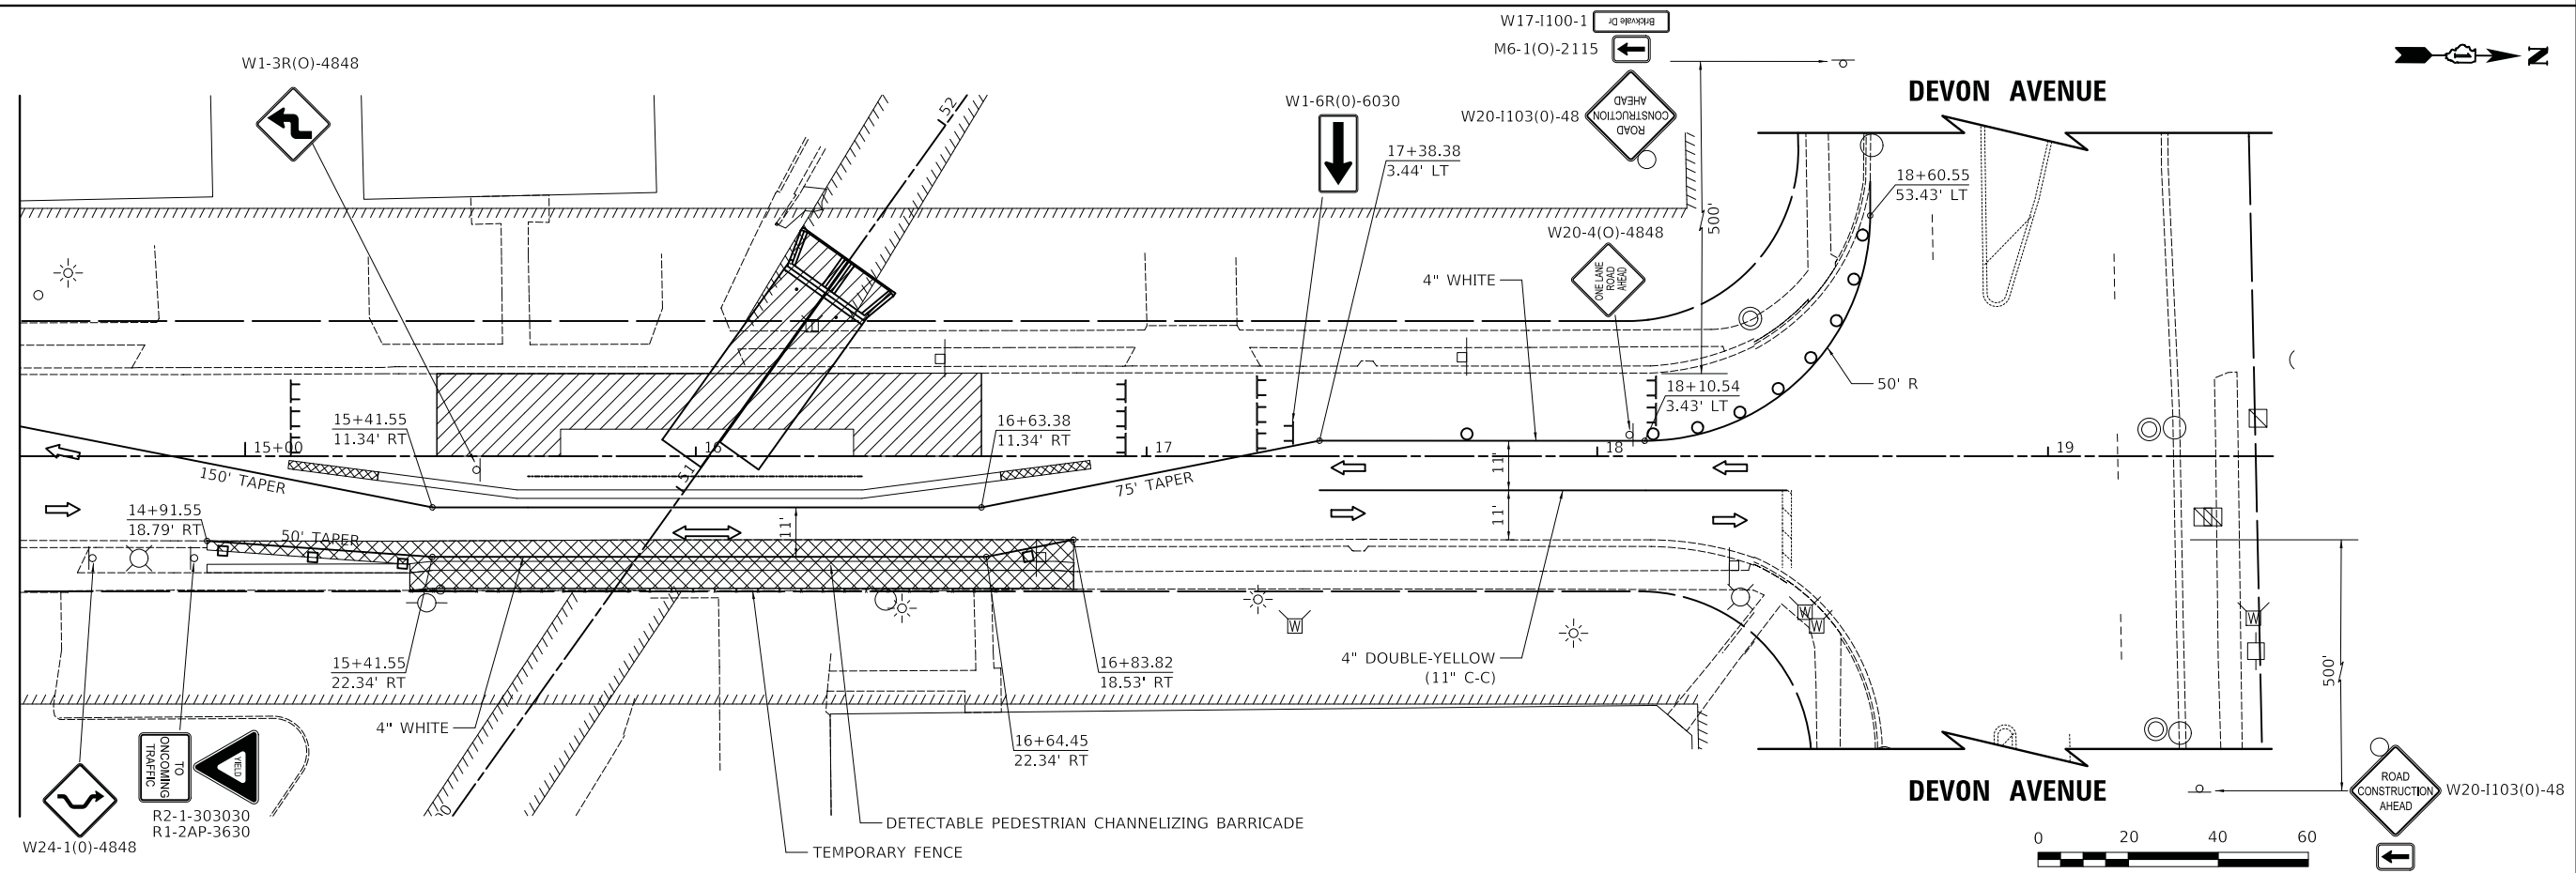 W17-I100-1
Brickvale Dr
M6-1(O)-2115
W1-3R(O)-4848
DEVON AVENUE
N
W1-6R(0)-6030
W20-I103(0)-48
ROAD
CONSTRUCTION
AHEAD
52
17+38.38
3.44' LT
18+60.55
53.43' LT
500'
W20-4(O)-4848
ONE LANE
ROAD
AHEAD
4" WHITE
50' R
18+10.54
3.43' LT
15+41.55
11.34' RT
16+63.38
11.34' RT
15+00
16
17
18
19
51
150' TAPER
75' TAPER
11'
11'
11'
14+91.55
18.79' RT
50' TAPER
15+41.55
22.34' RT
4" WHITE
16+83.82
18.53' RT
4" DOUBLE-YELLOW
(11" C-C)
16+64.45
22.34' RT
W
W
W
W
500'
TO
ONCOMING
TRAFFIC
YIELD
R2-1-303030
R1-2AP-3630
W24-1(0)-4848
DETECTABLE PEDESTRIAN CHANNELIZING BARRICADE
TEMPORARY FENCE
DEVON AVENUE
ROAD
CONSTRUCTION
AHEAD
W20-I103(0)-48
0 20 40 60